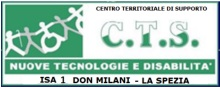 CENTRO TERRITORIALE DI SUPPORTO
C.T.S.
NUOVE TECNOLOGIE E DISABILITA'
ISA 1 DON MILANI - LA SPEZIA